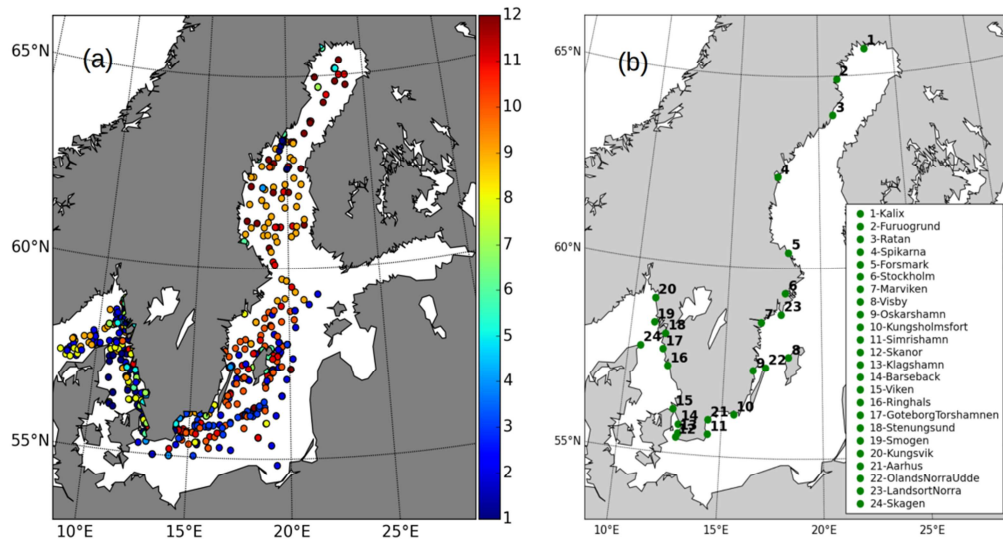 (a)
65°N
60°N
55°N
10°E
15°E
20°E
25°E
12
11
10
9
8
7
6
5
4
3
2
1
(b)
65°N
60°N
55°N
10°E
15°E
20°E
25°E
1
2
3
4
5
6
23
7
8
22
9
10
20
19
18
24
17
16
15
14
13
12
21
11
1-Kalix
2-Furuogrund
3-Ratan
4-Spikarna
5-Forsmark
6-Stockholm
7-Marviken
8-Visby
9-Oskarshamn
10-Kungsholmsfort
11-Simrishamn
12-Skanor
13-Klagshamn
14-Barseback
15-Viken
16-Ringhals
17-GoteborgTorshamnen
18-Stenungsund
19-Smogen
20-Kungsvik
21-Aarhus
22-OlandsNorraUdde
23-LandsortNorra
24-Skagen